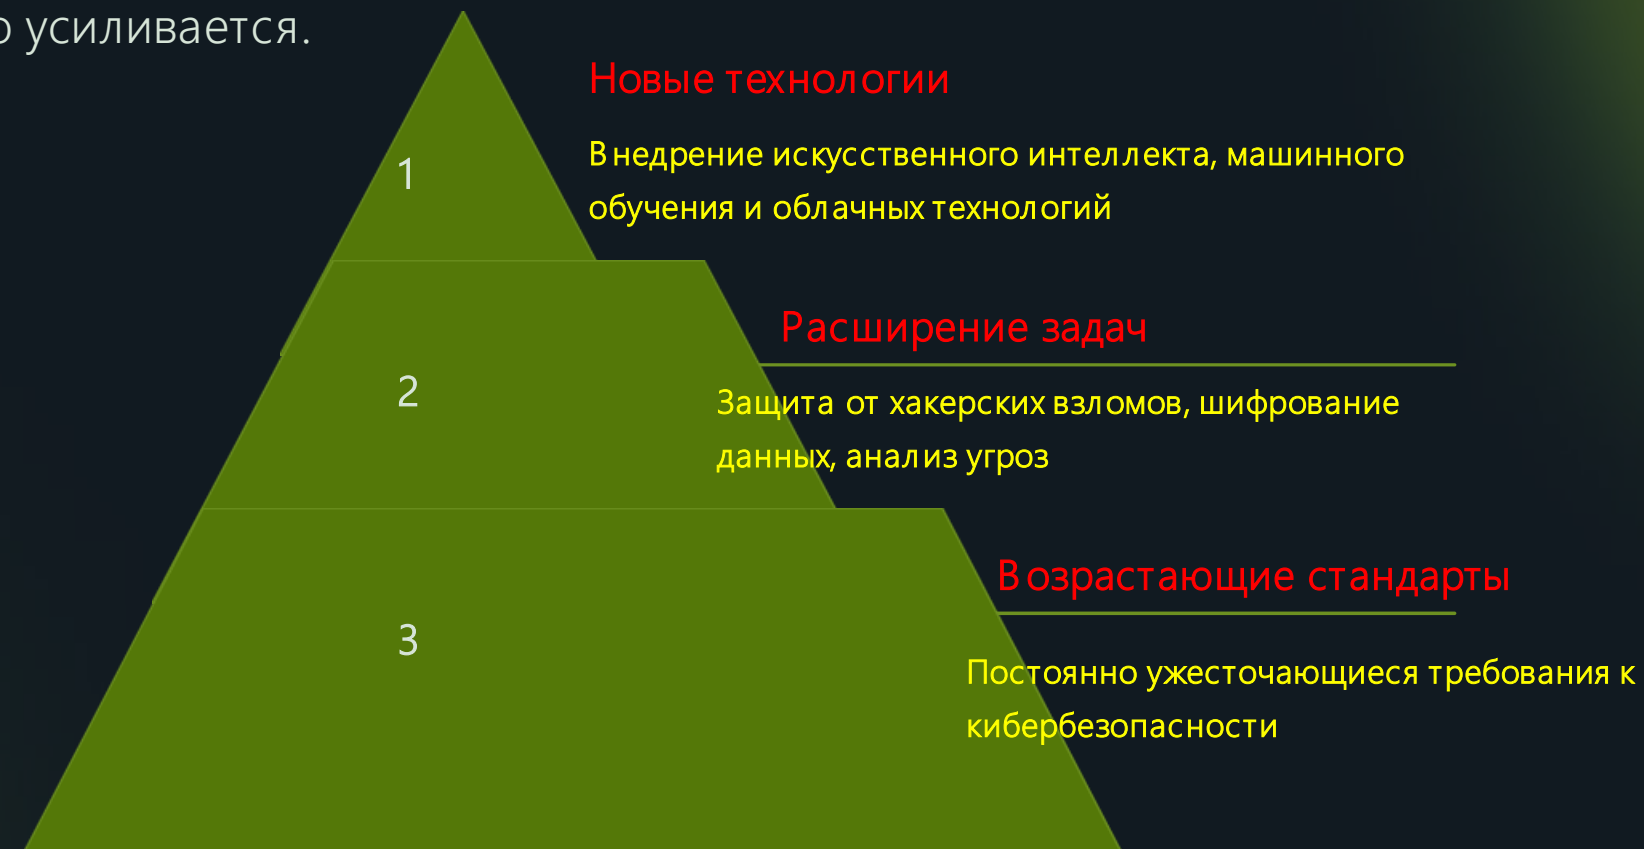 усиливается.
Новые технологии
1
Внедрение искусственного интеллекта, машинного
обучения и облачных технологий
Расширение задач
2
Защита от хакерских взломов, шифрование
данных, анализ угроз
Возрастающие стандарты
3
Постоянно ужесточающиеся требования к
кибербезопасности